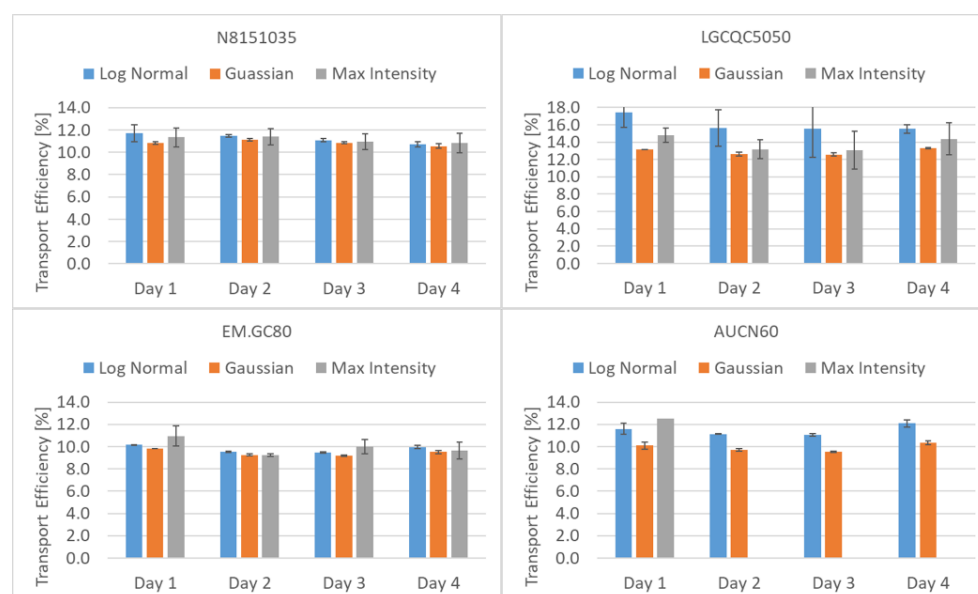 N8151035
Log Normal Guassian Max Intensity
Transport Efficiency [%]
14.0
12.0
10.0
8.0
6.0
4.0
2.0
0.0
Day 1 Day 2 Day 3 Day 4
LGCQC5050
Log Normal Gaussian Max Intensity
Transport Efficiency [%]
18.0
16.0
14.0
12.0
10.0
8.0
6.0
4.0
2.0
0.0
Day 1 Day 2 Day 3 Day 4
EM.GC80
Log Normal Gaussian Max Intensity
Transport Efficiency [%]
14.0
12.0
10.0
8.0
6.0
4.0
2.0
0.0
Day 1 Day 2 Day 3 Day 4
AUCN60
Log Normal Gaussian Max Intensity
Transport Efficiency [%]
14.0
12.0
10.0
8.0
6.0
4.0
2.0
0.0
Day 1 Day 2 Day 3 Day 4